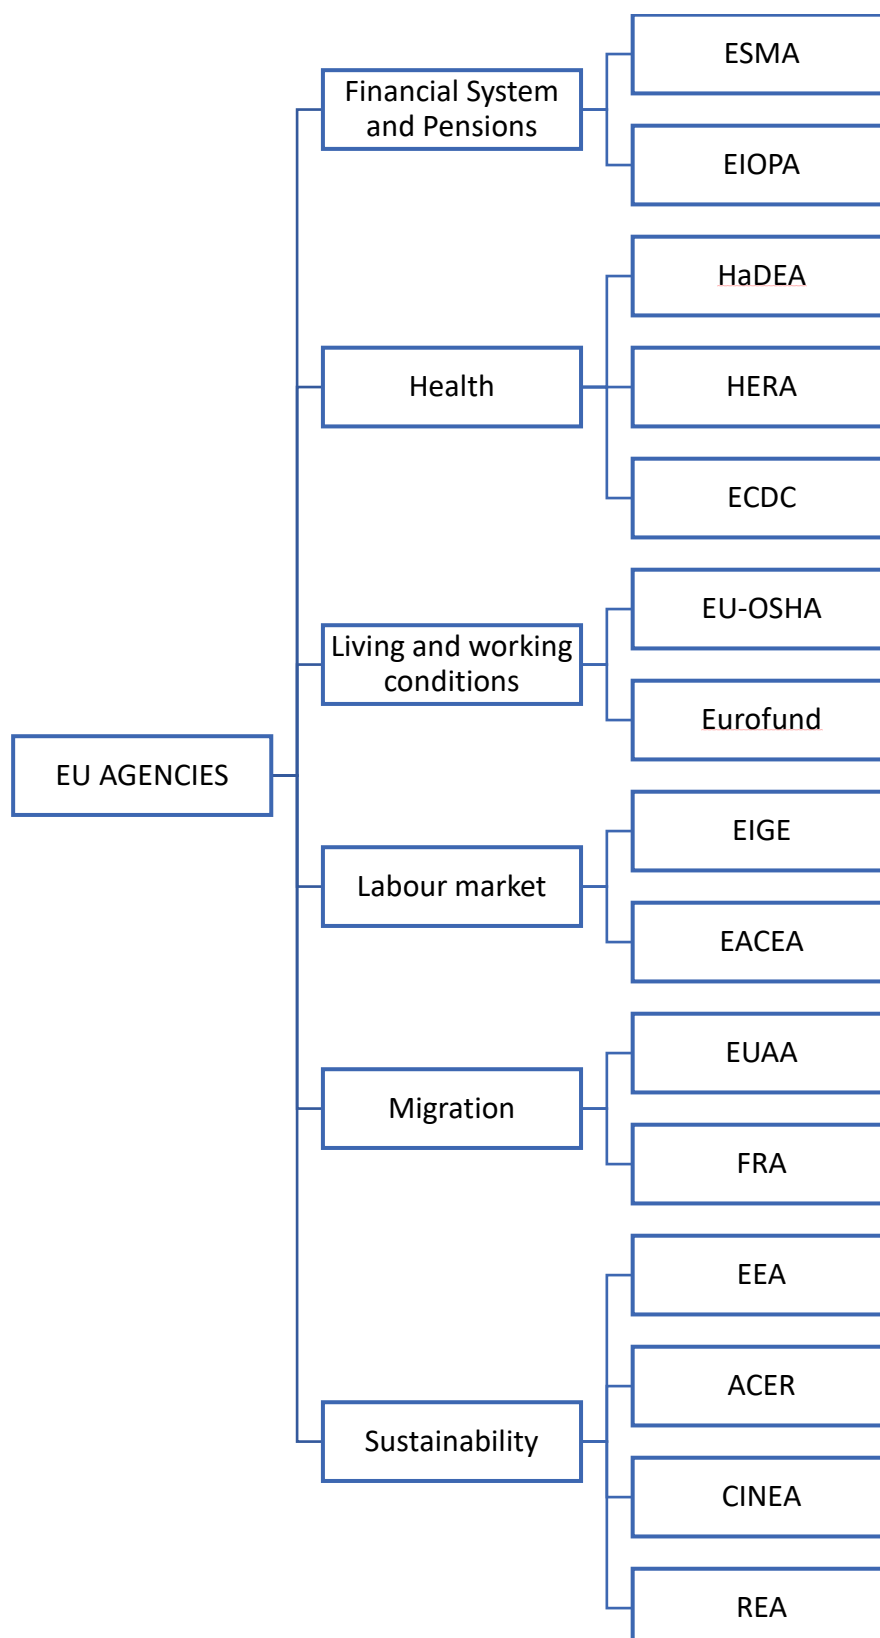 ESMA
Financial System
and Pensions
EIOPA
HaDEA
Health
HERA
ECDC
EU-OSHA
Living and working
conditions
Eurofund
EU AGENCIES
EIGE
Labour market
EACEA
EUAA
Migration
FRA
EEA
ACER
Sustainability
CINEA
REA